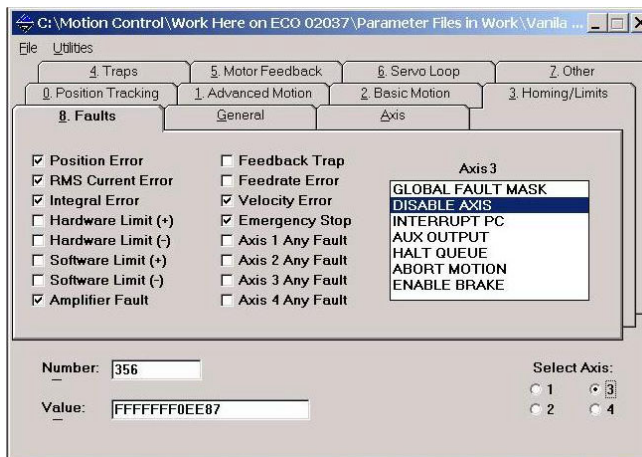 C:\Motion Control\Work Here on ECO 02037\Parameter Files in Work\Vanila ...
File Utilities
4. Traps 5. Motor Feedback 6. Servo Loop 7. Other
0. Position Tracking 1. Advanced Motion 2. Basic Motion 3. Homing/Limits
8. Faults General Axis
Position Error
RMS Current Error
Integral Error
Hardware Limit (+)
Hardware Limit (-)
Software Limit (+)
Software Limit (-)
Amplifier Fault
Feedback Trap
Feedrate Error
Velocity Error
Emergency Stop
Axis 1 Any Fault
Axis 2 Any Fault
Axis 3 Any Fault
Axis 4 Any Fault
Axis 3
GLOBAL FAULT MASK
DISABLE AXIS
INTERRUPT PC
AUX OUTPUT
HALT QUEUE
ABORT MOTION
ENABLE BRAKE
Number: 356
Value: FFFFFFF0EE87
Select Axis:
1 3
2 4